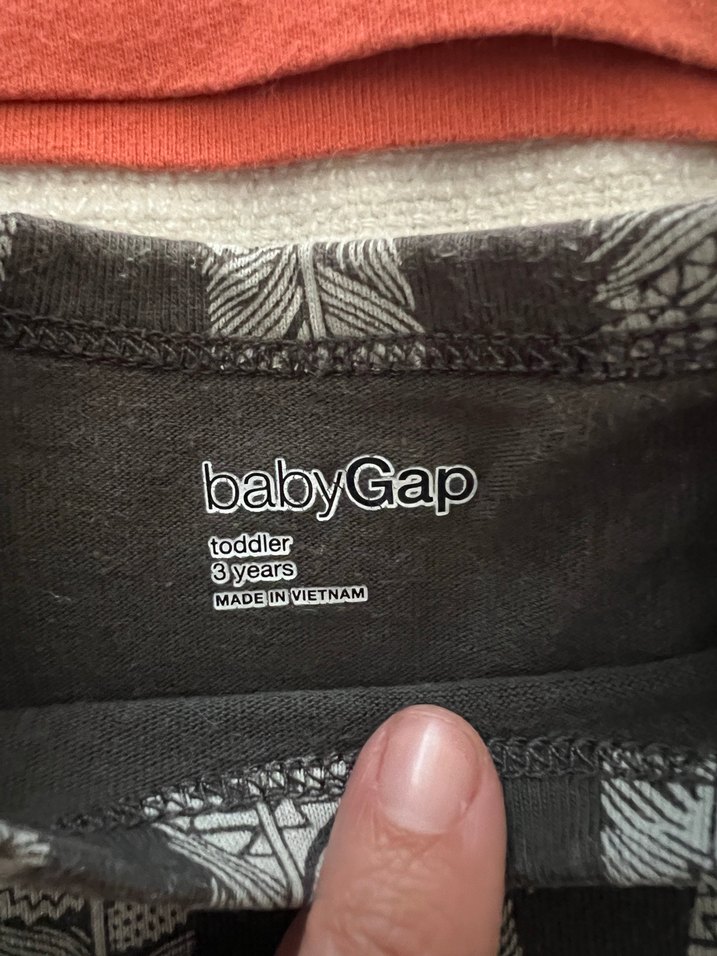 babyGap
toddler
3 years
MADE IN VIETNAM